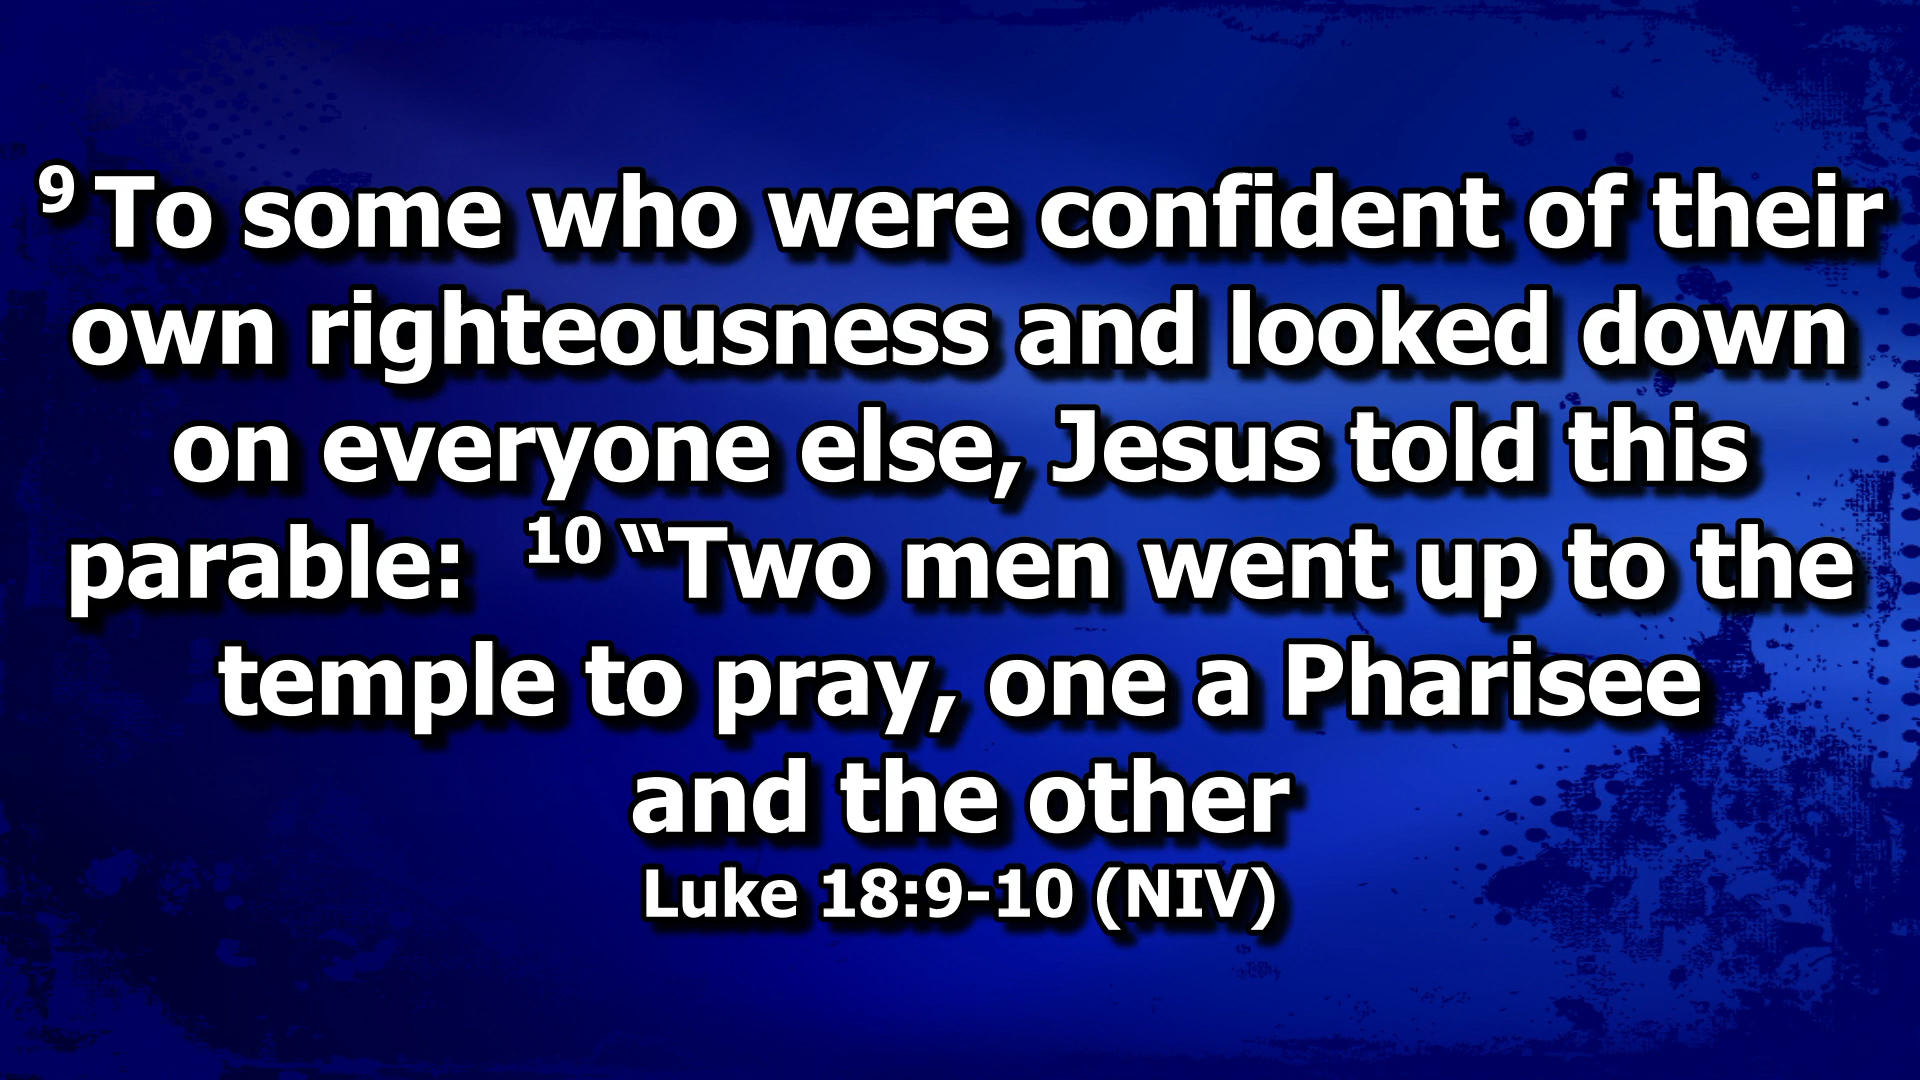 9 To some who were confident of their
own righteousness and looked down
on everyone else, Jesus told this
parable: 10 “Two men went up to the
temple to pray, one a Pharisee
and the other
Luke 18:9-10 (NIV)